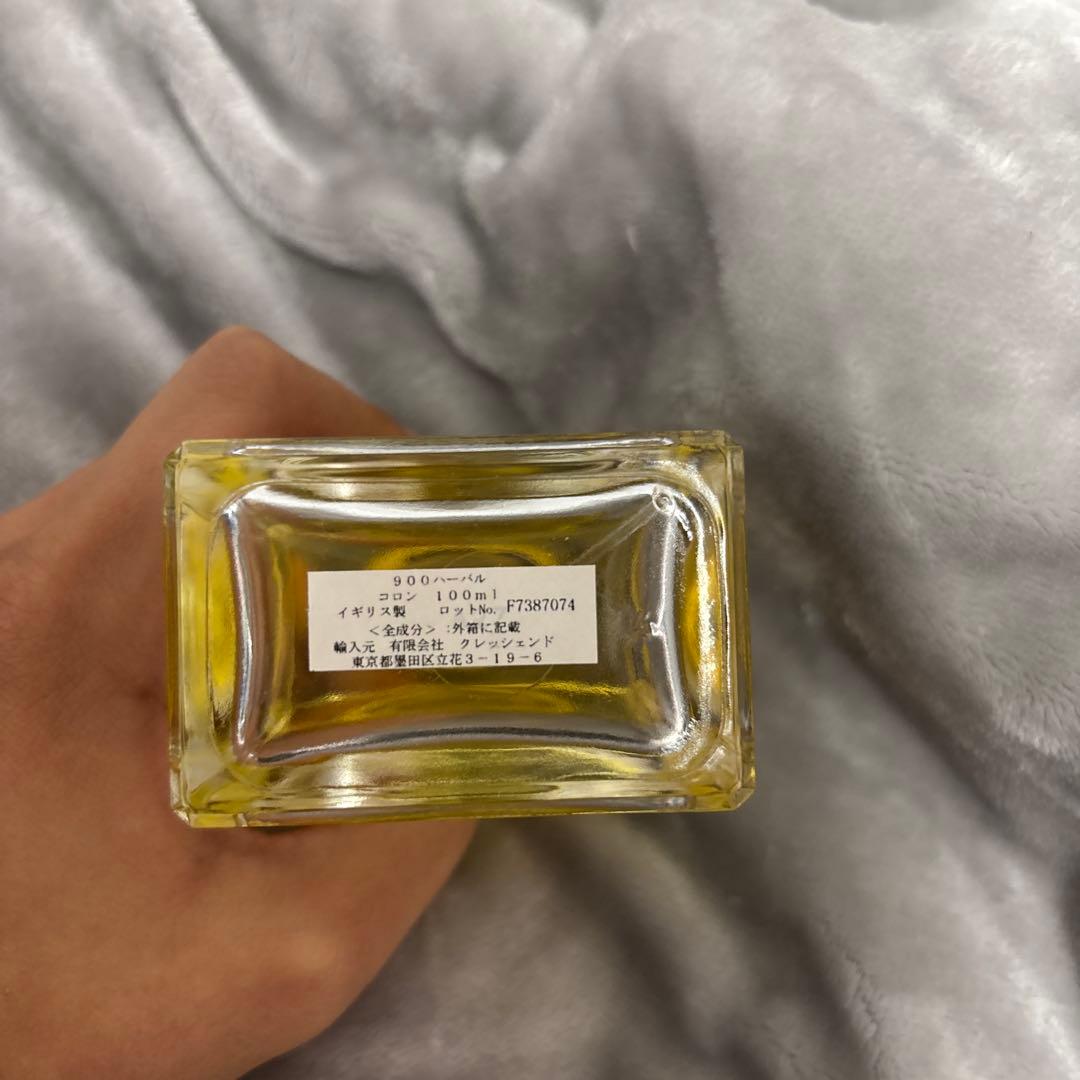 900ハーバル
コロン 100ml
イギリス製 ロットNo. F7387074
＜全成分＞:外箱に記載
輸入元 有限会社 クレッシェンド
東京都墨田区立花3-19-6